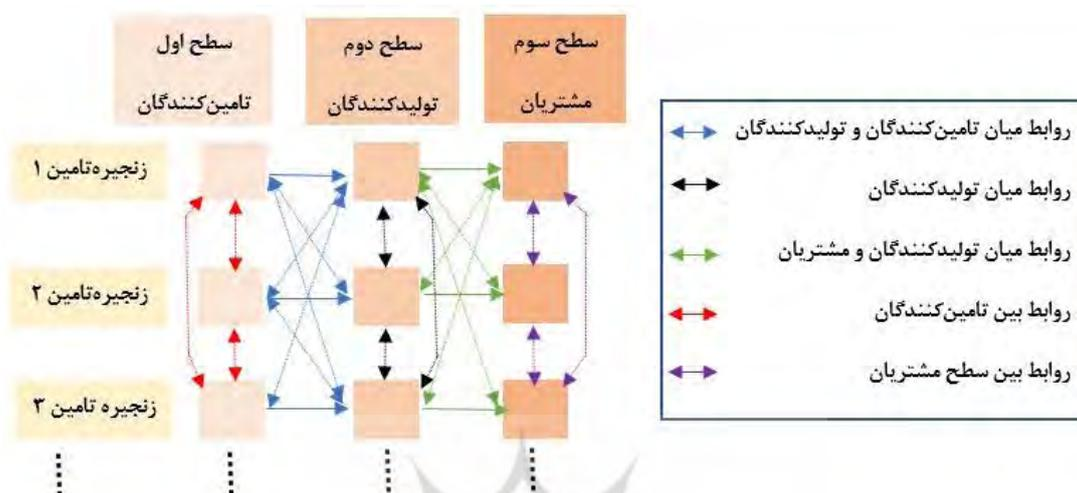 سطح اول
تامین‌کنندگان
سطح دوم
تولیدکنندگان
سطح سوم
مشتریان
زنجیره‌تامین ۱
زنجیره‌تامین ۲
زنجیره تامین ۳
روابط میان تامین‌کنندگان و تولیدکنندگان
روابط میان تولیدکنندگان
روابط میان تولیدکنندگان و مشتریان
روابط بین تامین‌کنندگان
روابط بین سطح مشتریان